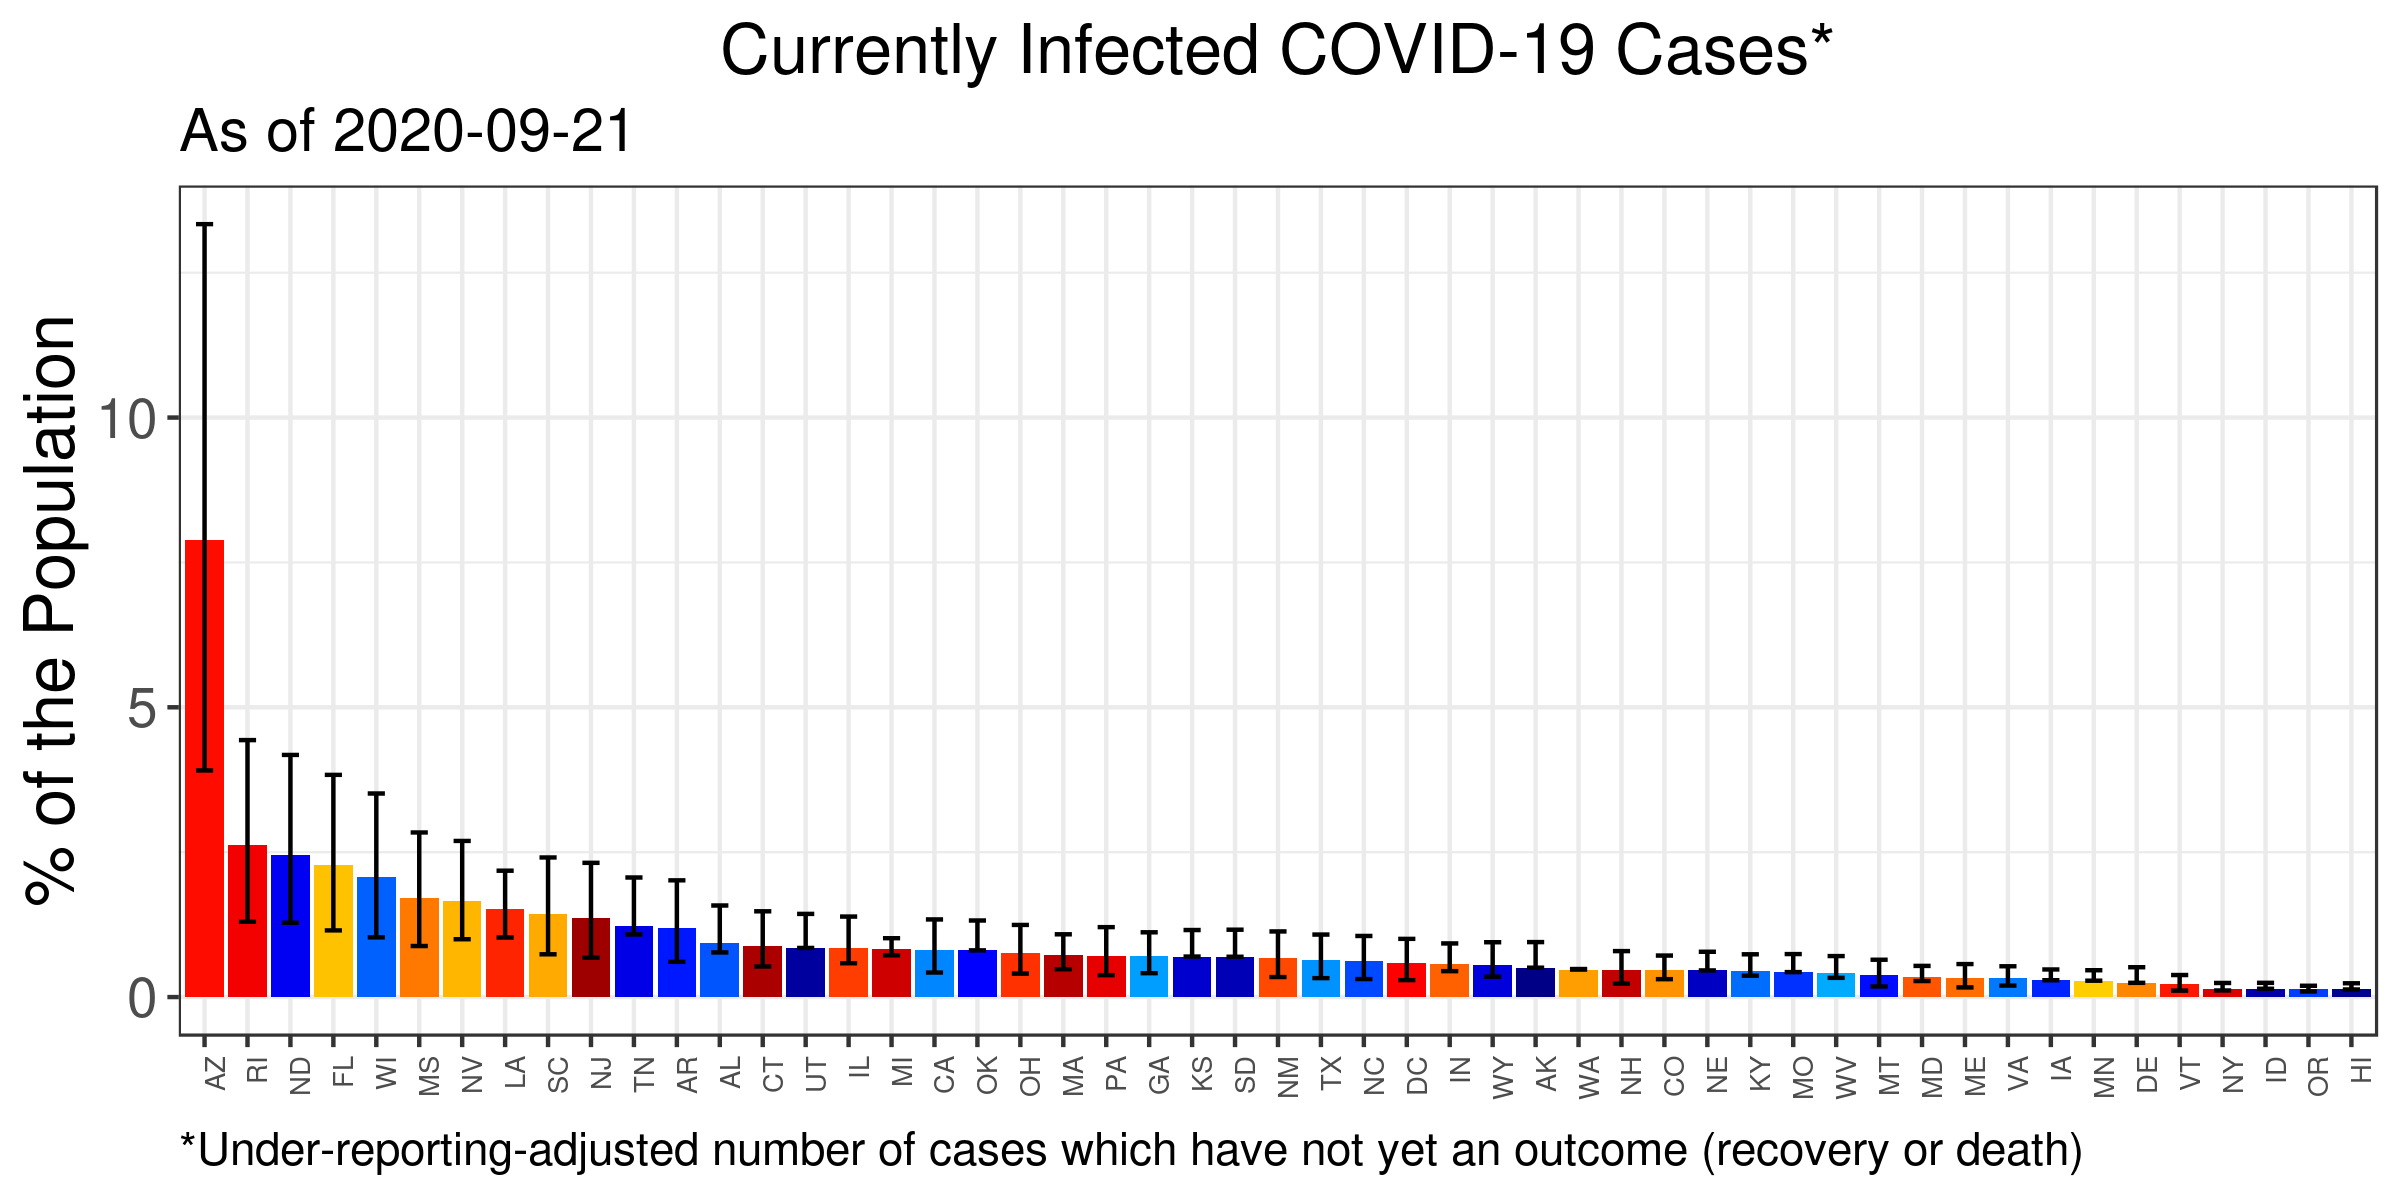 Currently Infected COVID-19 Cases*
As of 2020-09-21
% of the Population
10
5
0
AZ RI ND FL WI MS NV LA SC NJ TN AR AL CT UT IL MI CA OK OH MA PA GA KS SD NM TX NC DC IN WY AK WA NH CO NE KY MO WV MT MD ME VA IA MN DE VT NY ID OR HI
*Under-reporting-adjusted number of cases which have not yet an outcome (recovery or death)